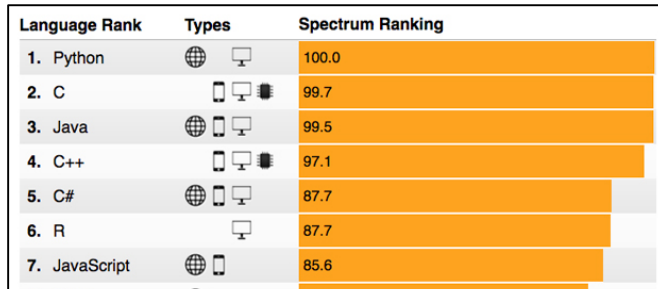 Language Rank Types Spectrum Ranking
1. Python 100.0
2. C 99.7
3. Java 99.5
4. C++ 97.1
5. C# 87.7
6. R 87.7
7. JavaScript 85.6